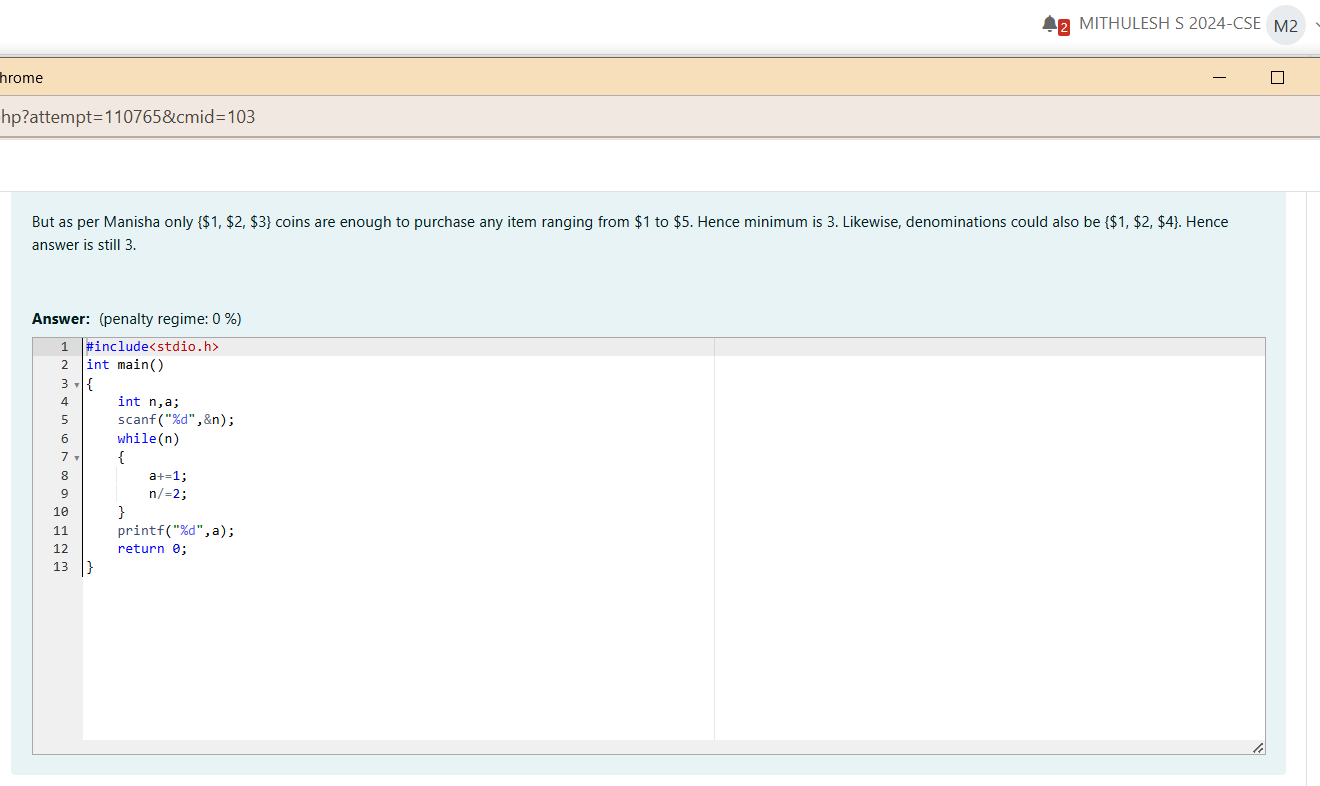 2 MITHULESH S 2024-CSE M2
hrome
hp?attempt=110765&cmid=103
But as per Manisha only {$1, $2, $3} coins are enough to purchase any item ranging from $1 to $5. Hence minimum is 3. Likewise, denominations could also be {$1, $2, $4}. Hence
answer is still 3.
Answer: (penalty regime: 0 %)
1 #include<stdio.h>
2 int main()
3 {
4 int n,a;
5 scanf("%d",&n);
6 while(n)
7 {
8 a+=1;
9 n/=2;
10 }
11 printf("%d",a);
12 return 0;
13 }